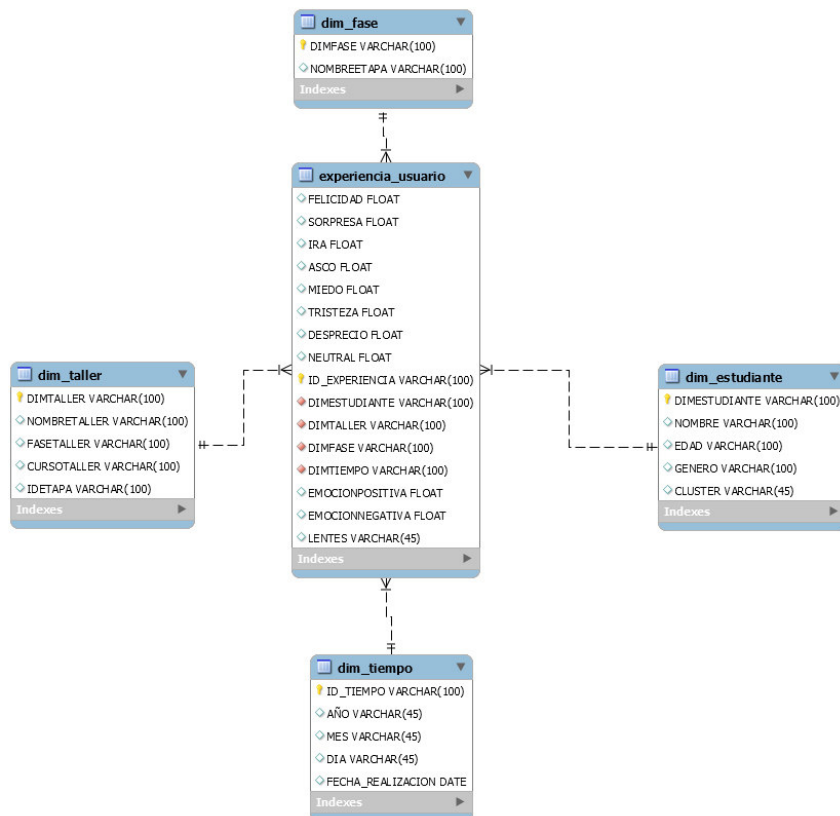 dim_fase
DIMFASE VARCHAR(100)
NOMBREETAPA VARCHAR(100)
Indexes
experiencia_usuario
FELICIDAD FLOAT
SORPRESA FLOAT
IRA FLOAT
ASCO FLOAT
MIEDO FLOAT
TRISTEZA FLOAT
DESPRECIO FLOAT
NEUTRAL FLOAT
ID_EXPERIENCIA VARCHAR(100)
DIMESTUDIANTE VARCHAR(100)
DIMTALLER VARCHAR(100)
DIMFASE VARCHAR(100)
DIMTIEMPO VARCHAR(100)
EMOCIONPOSITIVA FLOAT
EMOCIONNEGATIVA FLOAT
LENTES VARCHAR(45)
Indexes
dim_taller
DIMTALLER VARCHAR(100)
NOMBRETALLER VARCHAR(100)
FASETALLER VARCHAR(100)
CURSOTALLER VARCHAR(100)
IDETAPA VARCHAR(100)
Indexes
dim_estudiante
DIMESTUDIANTE VARCHAR(100)
NOMBRE VARCHAR(100)
EDAD VARCHAR(100)
GENERO VARCHAR(100)
CLUSTER VARCHAR(45)
Indexes
dim_tiempo
ID_TIEMPO VARCHAR(100)
AÑO VARCHAR(45)
MES VARCHAR(45)
DIA VARCHAR(45)
FECHA_REALIZACION DATE
Indexes